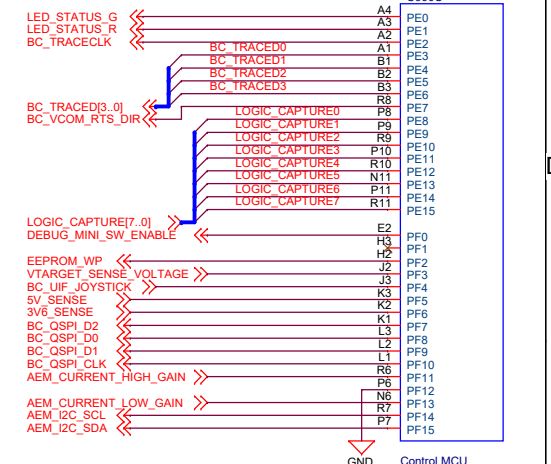 LED_STATUS_G A4 PE0
LED_STATUS_R A3 PE1
BC_TRACECLK A2 PE2
BC_TRACED0 A1 PE3
BC_TRACED1 B1 PE4
BC_TRACED2 B2 PE5
BC_TRACED3 B3 PE6
BC_TRACED[3..0] R8 PE7
BC_VCOM_RTS_DIR LOGIC_CAPTURE0 P8 PE8
LOGIC_CAPTURE1 P9 PE9
LOGIC_CAPTURE2 R9 PE10
LOGIC_CAPTURE3 P10 PE11
LOGIC_CAPTURE4 R10 PE12
LOGIC_CAPTURE5 N11 PE13
LOGIC_CAPTURE6 P11 PE14
LOGIC_CAPTURE7 R11 PE15
LOGIC_CAPTURE[7..0]
DEBUG_MINI_SW_ENABLE E2 PF0
H3 PF1
EEPROM_WP H2 PF2
VTARGET_SENSE_VOLTAGE J2 PF3
BC_UIF_JOYSTICK J3 PF4
5V_SENSE K3 PF5
3V6_SENSE K2 PF6
BC_QSPI_D2 K1 PF7
BC_QSPI_D0 L3 PF8
BC_QSPI_D1 L2 PF9
BC_QSPI_CLK L1 PF10
AEM_CURRENT_HIGH_GAIN R6 PF11
P6 PF12
AEM_CURRENT_LOW_GAIN N6 PF13
AEM_I2C_SCL R7 PF14
AEM_I2C_SDA P7 PF15
GND Control MCU